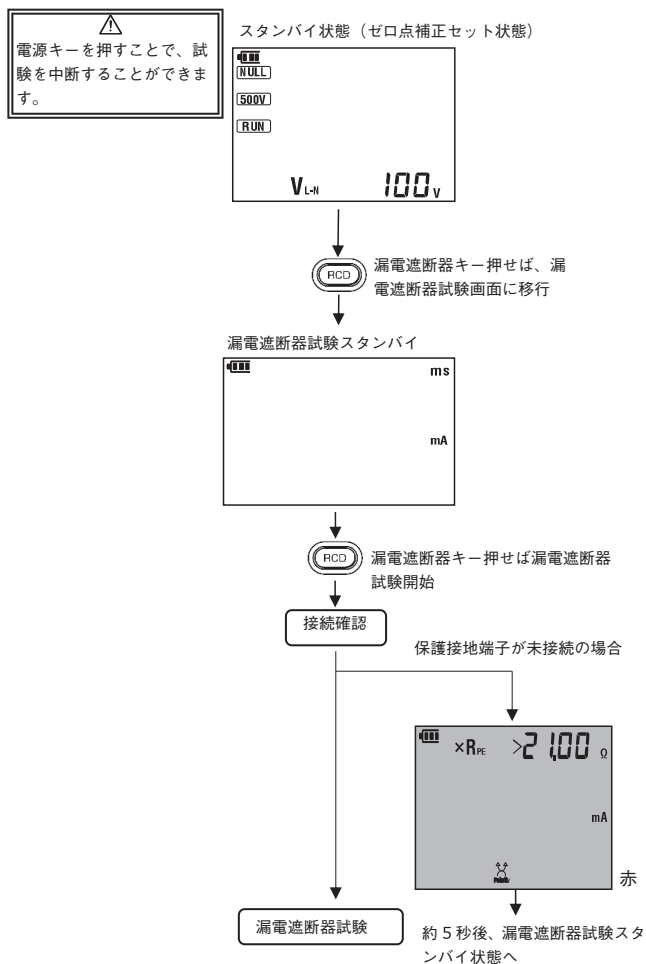 電源キーを押すことで、試
験を中断することができま
す。
スタンバイ状態（ゼロ点補正セット状態）
NULL
500V
RUN
VL-N 100 V
RCD
漏電遮断器キー押せば、漏
電遮断器試験画面に移行
漏電遮断器試験スタンバイ
ms
mA
RCD
漏電遮断器キー押せば漏電遮断器
試験開始
接続確認
保護接地端子が未接続の場合
×RPE >21,00 Ω
mA
赤
漏電遮断器試験
約５秒後、漏電遮断器試験スタ
ンバイ状態へ